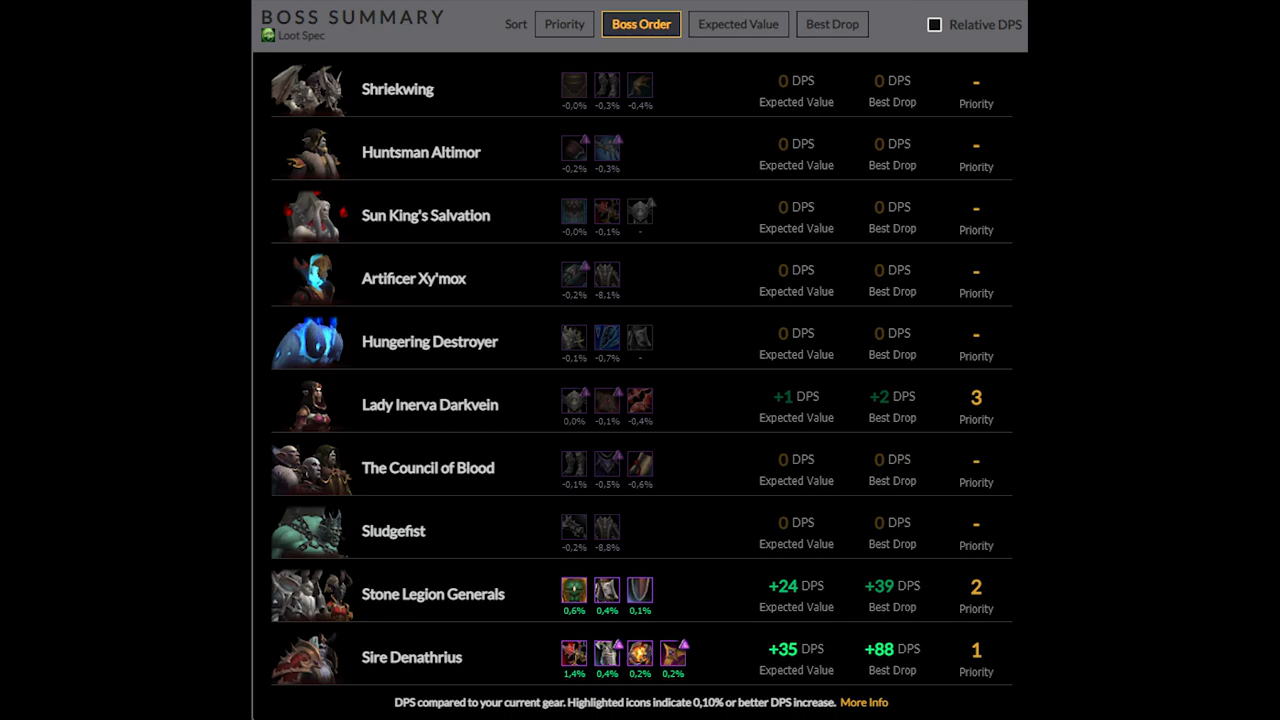 BOSS SUMMARY
Loot Spec
Sort Priority Boss Order Expected Value Best Drop Relative DPS
Shriekwing
-0,0% -0,3% -0,4%
0 DPS 0 DPS -
Expected Value Best Drop Priority
Huntsman Altimor
-0,2% -0,3%
0 DPS 0 DPS -
Expected Value Best Drop Priority
Sun King's Salvation
-0,0% -0,1% -
0 DPS 0 DPS -
Expected Value Best Drop Priority
Artificer Xy'mox
-0,2% -8,1%
0 DPS 0 DPS -
Expected Value Best Drop Priority
Hungering Destroyer
-0,1% -0,7% -
0 DPS 0 DPS -
Expected Value Best Drop Priority
Lady Inerva Darkvein
0,0% -0,1% -0,4%
+1 DPS +2 DPS 3
Expected Value Best Drop Priority
The Council of Blood
-0,1% -0,5% -0,6%
0 DPS 0 DPS -
Expected Value Best Drop Priority
Sludgefist
-0,2% -8,8%
0 DPS 0 DPS -
Expected Value Best Drop Priority
Stone Legion Generals
0,6% 0,4% 0,1%
+24 DPS +39 DPS 2
Expected Value Best Drop Priority
Sire Denathrius
1,4% 0,4% 0,2% 0,2%
+35 DPS +88 DPS 1
Expected Value Best Drop Priority
DPS compared to your current gear. Highlighted icons indicate 0,10% or better DPS increase. More Info